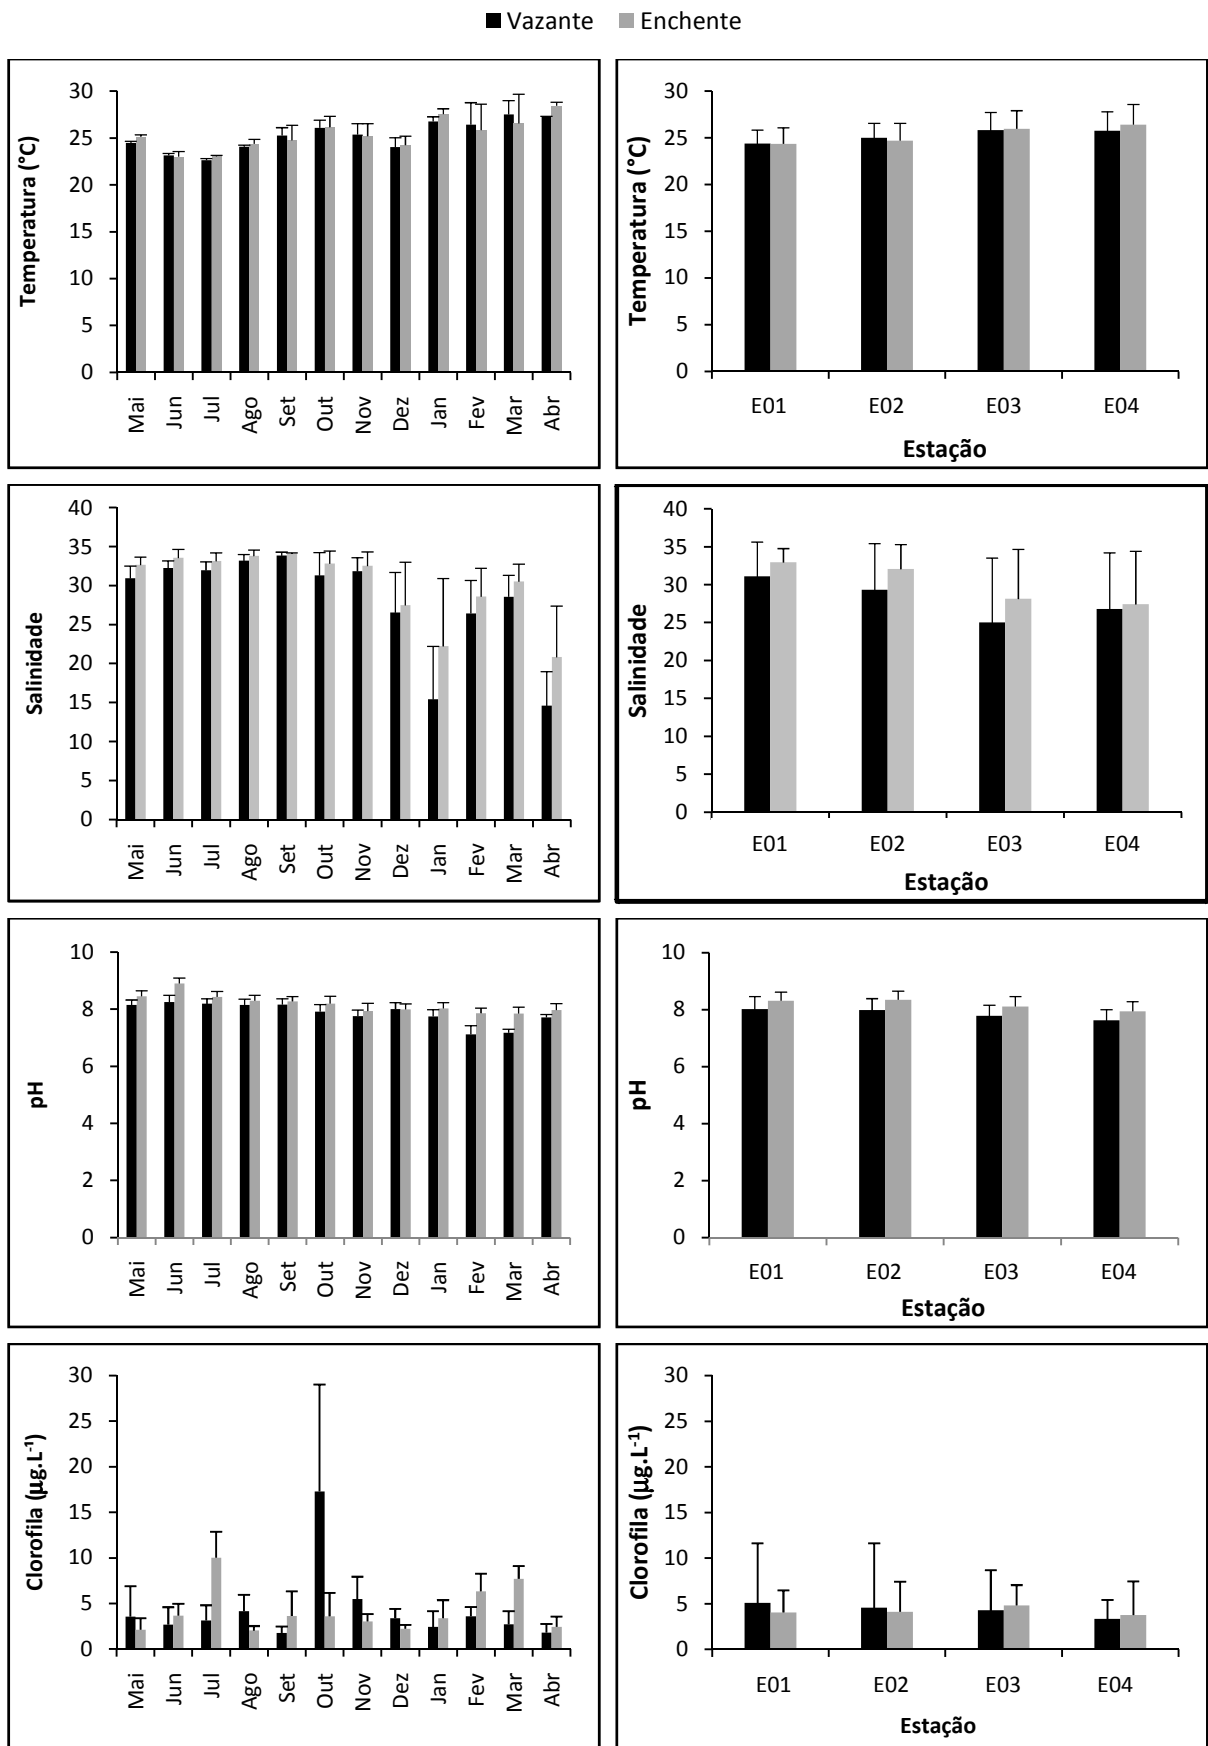 Vazante Enchente
Temperatura (°C)
30
25
20
15
10
5
0
Mai Jun Jul Ago Set Out Nov Dez Jan Fev Mar Abr
Temperatura (°C)
30
25
20
15
10
5
0
E01 E02 E03 E04
Estação
Salinidade
40
35
30
25
20
15
10
5
0
Mai Jun Jul Ago Set Out Nov Dez Jan Fev Mar Abr
Salinidade
40
35
30
25
20
15
10
5
0
E01 E02 E03 E04
Estação
pH
10
8
6
4
2
0
Mai Jun Jul Ago Set Out Nov Dez Jan Fev Mar Abr
pH
10
8
6
4
2
0
E01 E02 E03 E04
Estação
Clorofila (µg.L⁻¹)
30
25
20
15
10
5
0
Mai Jun Jul Ago Set Out Nov Dez Jan Fev Mar Abr
Clorofila (µg.L⁻¹)
30
25
20
15
10
5
0
E01 E02 E03 E04
Estação